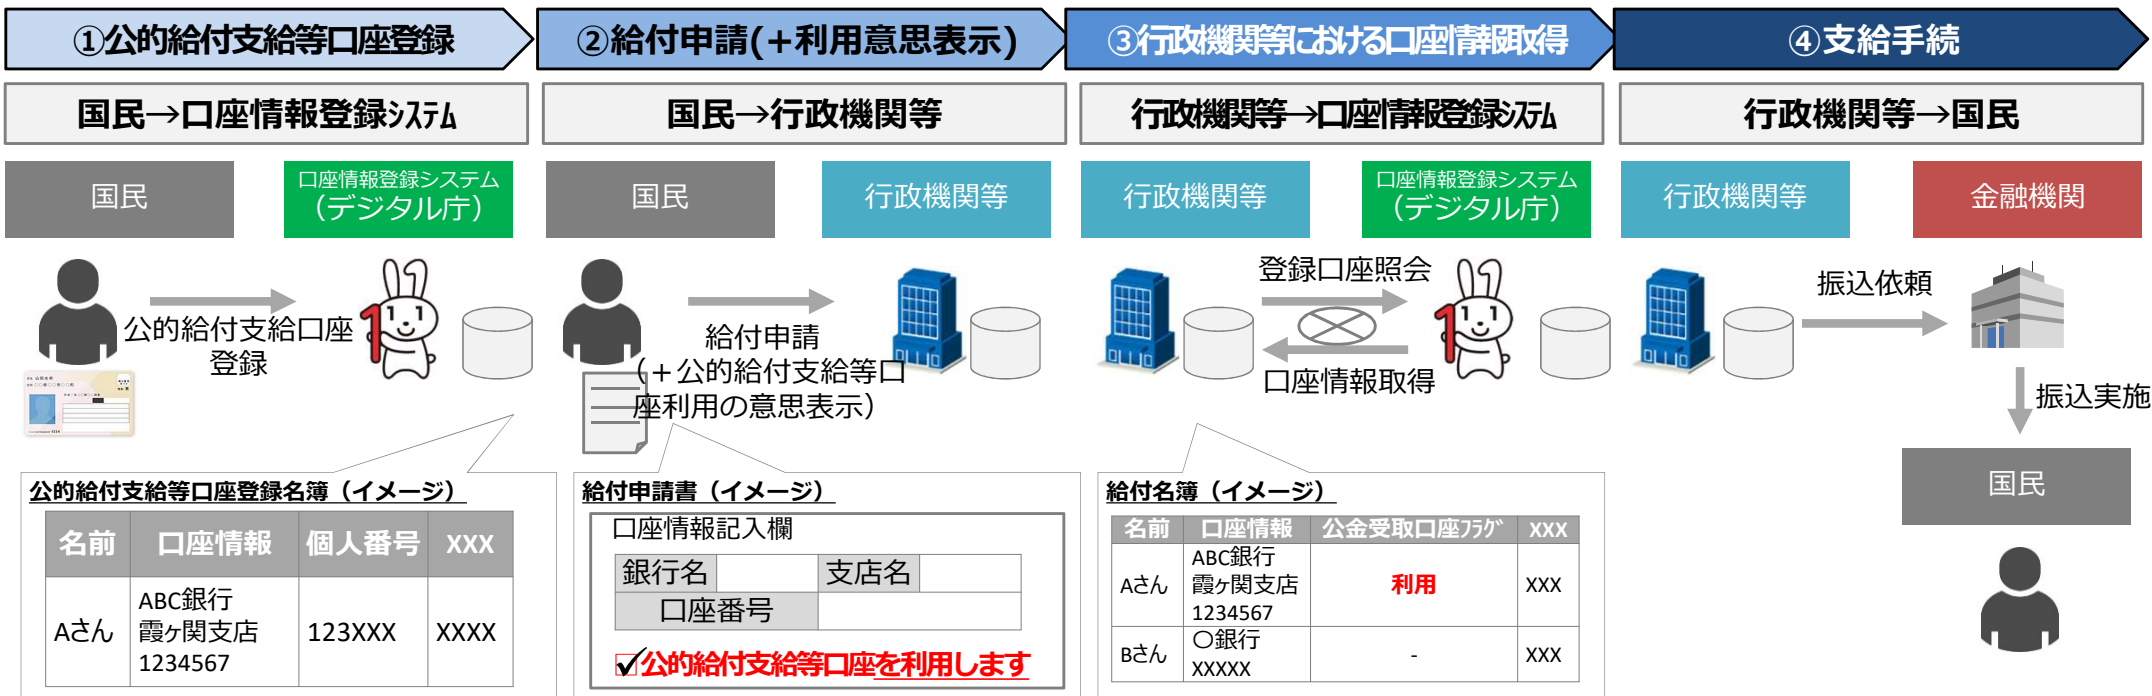 ①公的給付支給等口座登録
②給付申請(+利用意思表示)
③行政機関等における口座情報取得
④支給手続
国民→口座情報登録システム
国民→行政機関等
行政機関等→口座情報登録システム
行政機関等→国民
国民
口座情報登録システム
(デジタル庁)
国民
行政機関等
行政機関等
口座情報登録システム
(デジタル庁)
行政機関等
金融機関
公的給付支給口座
登録
給付申請
(+公的給付支給等口
座利用の意思表示)
登録口座照会
口座情報取得
振込依頼
振込実施
国民
公的給付支給等口座登録名簿(イメージ)
名前 口座情報 個人番号 XXX
Aさん ABC銀行 霞ヶ関支店 1234567 123XXX XXXX
給付申請書(イメージ)
口座情報記入欄
銀行名 支店名
口座番号
☑公的給付支給等口座を利用します
給付名簿(イメージ)
名前 口座情報 公金受取口座フラグ XXX
Aさん ABC銀行 霞ヶ関支店 1234567 利用 XXX
Bさん 〇銀行 XXXXX - XXX